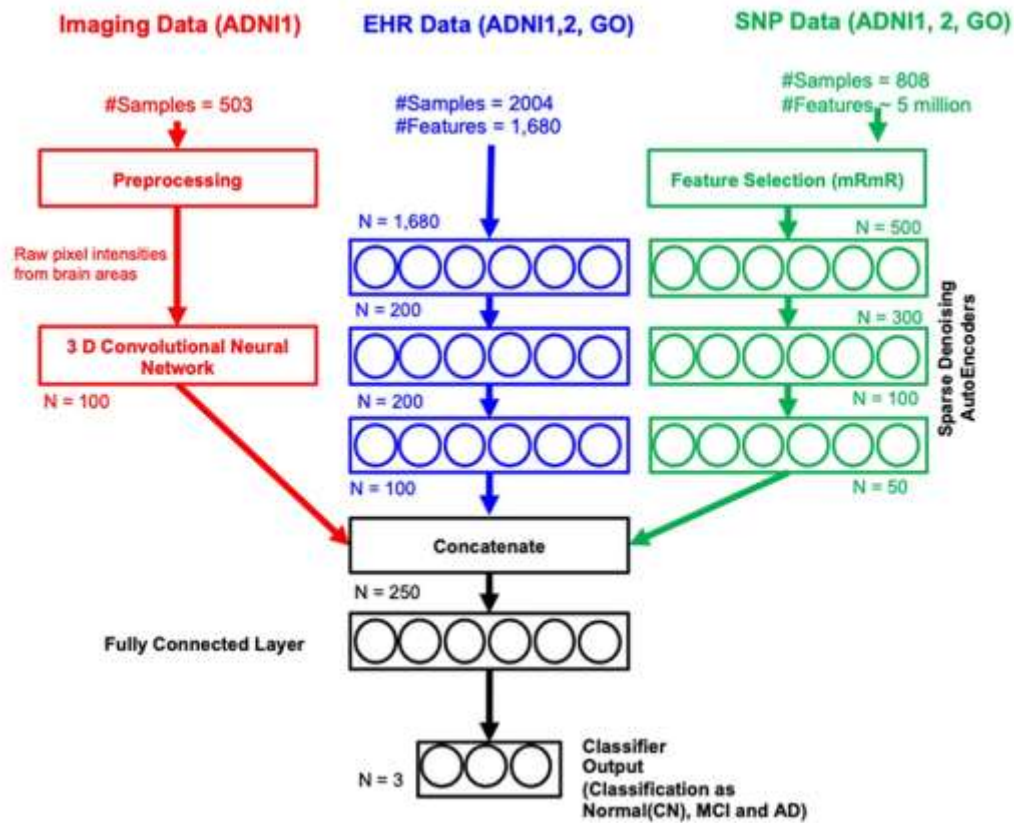 Imaging Data (ADNI1)
EHR Data (ADNI1,2, GO)
SNP Data (ADNI1, 2, GO)
#Samples = 503
#Samples = 2004
#Features = 1,680
#Samples = 808
#Features ~ 5 million
Preprocessing
Feature Selection (mRmR)
N = 1,680
N = 500
Raw pixel intensities
from brain areas
N = 200
N = 300
3 D Convolutional Neural
Network
N = 100
N = 200
N = 100
Sparse Denoising
AutoEncoders
N = 100
N = 50
Concatenate
N = 250
Fully Connected Layer
N = 3
Classifier
Output
(Classification as
Normal(CN), MCI and AD)